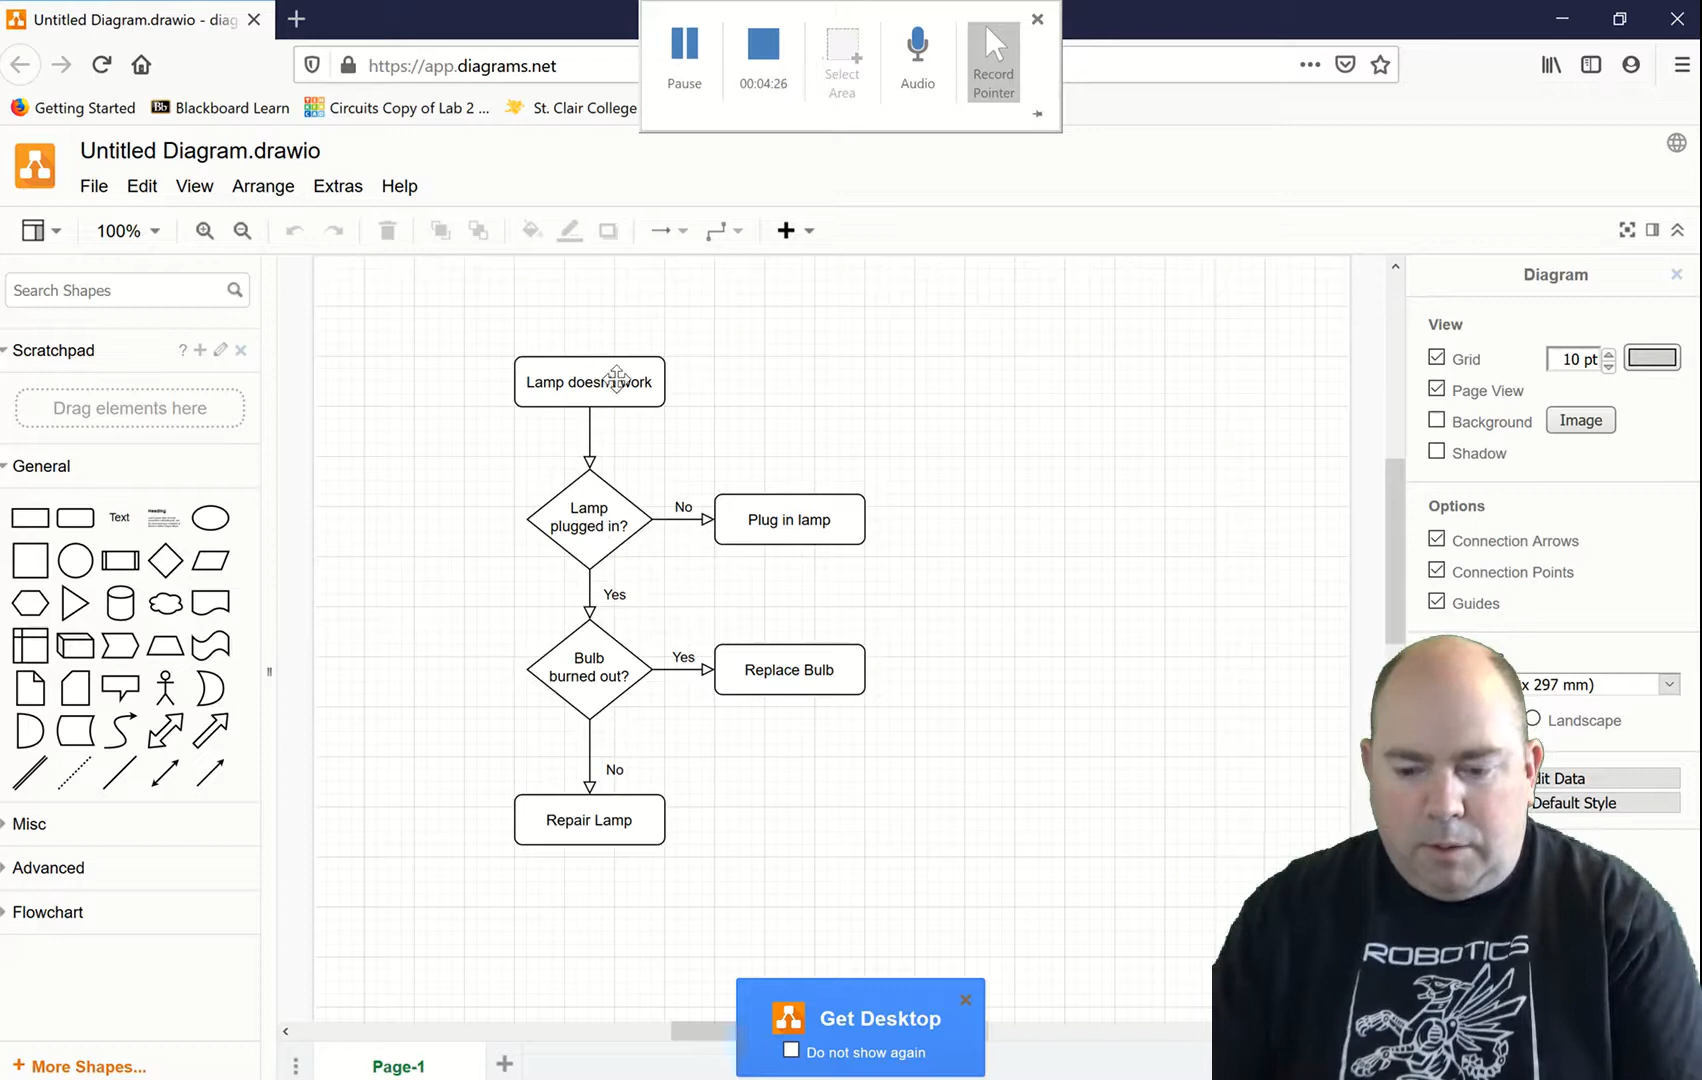 Untitled Diagram.drawio - diag
Pause
00:04:26
Select
Area
Audio
Record
Pointer
https://app.diagrams.net
Getting Started
Bb Blackboard Learn
Circuits Copy of Lab 2 ...
St. Clair College
Untitled Diagram.drawio
File Edit View Arrange Extras Help
100%
Search Shapes
Scratchpad
?
Drag elements here
General
Text
Heading
Misc
Advanced
Flowchart
+ More Shapes...
Lamp doesn't work
Lamp
plugged in?
No
Plug in lamp
Yes
Bulb
burned out?
Yes
Replace Bulb
No
Repair Lamp
Diagram
View
Grid
10 pt
Page View
Background
Image
Shadow
Options
Connection Arrows
Connection Points
Guides
x 297 mm)
Landscape
dit Data
Default Style
ROBOTICS
Get Desktop
Do not show again
Page-1